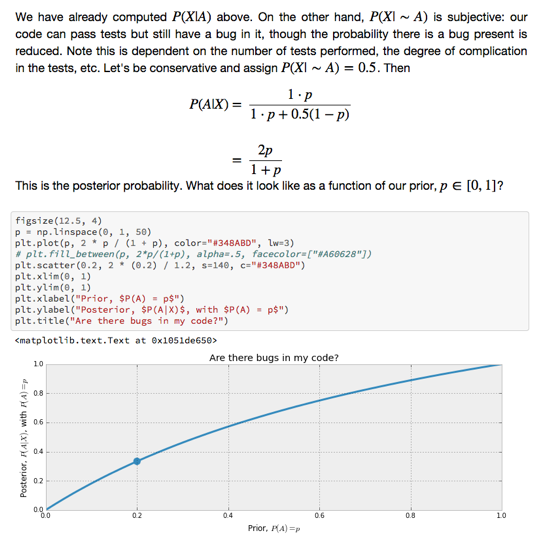 We have already computed P(X|A) above. On the other hand, P(X| ∼ A) is subjective: our
code can pass tests but still have a bug in it, though the probability there is a bug present is
reduced. Note this is dependent on the number of tests performed, the degree of complication
in the tests, etc. Let's be conservative and assign P(X| ∼ A) = 0.5. Then
P(A|X) = 1 · p / 1 · p + 0.5(1 − p)
= 2p / 1 + p
This is the posterior probability. What does it look like as a function of our prior, p ∈ [0, 1]?
figsize(12.5, 4)
p = np.linspace(0, 1, 50)
plt.plot(p, 2 * p / (1 + p), color="#348ABD", lw=3)
# plt.fill_between(p, 2*p/(1+p), alpha=.5, facecolor=["#A60628"])
plt.scatter(0.2, 2 * (0.2) / 1.2, s=140, c="#348ABD")
plt.xlim(0, 1)
plt.ylim(0, 1)
plt.xlabel("Prior, $P(A) = p$")
plt.ylabel("Posterior, $P(A|X)$, with $P(A) = p$")
plt.title("Are there bugs in my code?")
<matplotlib.text.Text at 0x1051de650>
Are there bugs in my code?
Posterior, P(A|X), with P(A) = p
1.0
0.8
0.6
0.4
0.2
0.0
0.0 0.2 0.4 0.6 0.8 1.0
Prior, P(A) = p